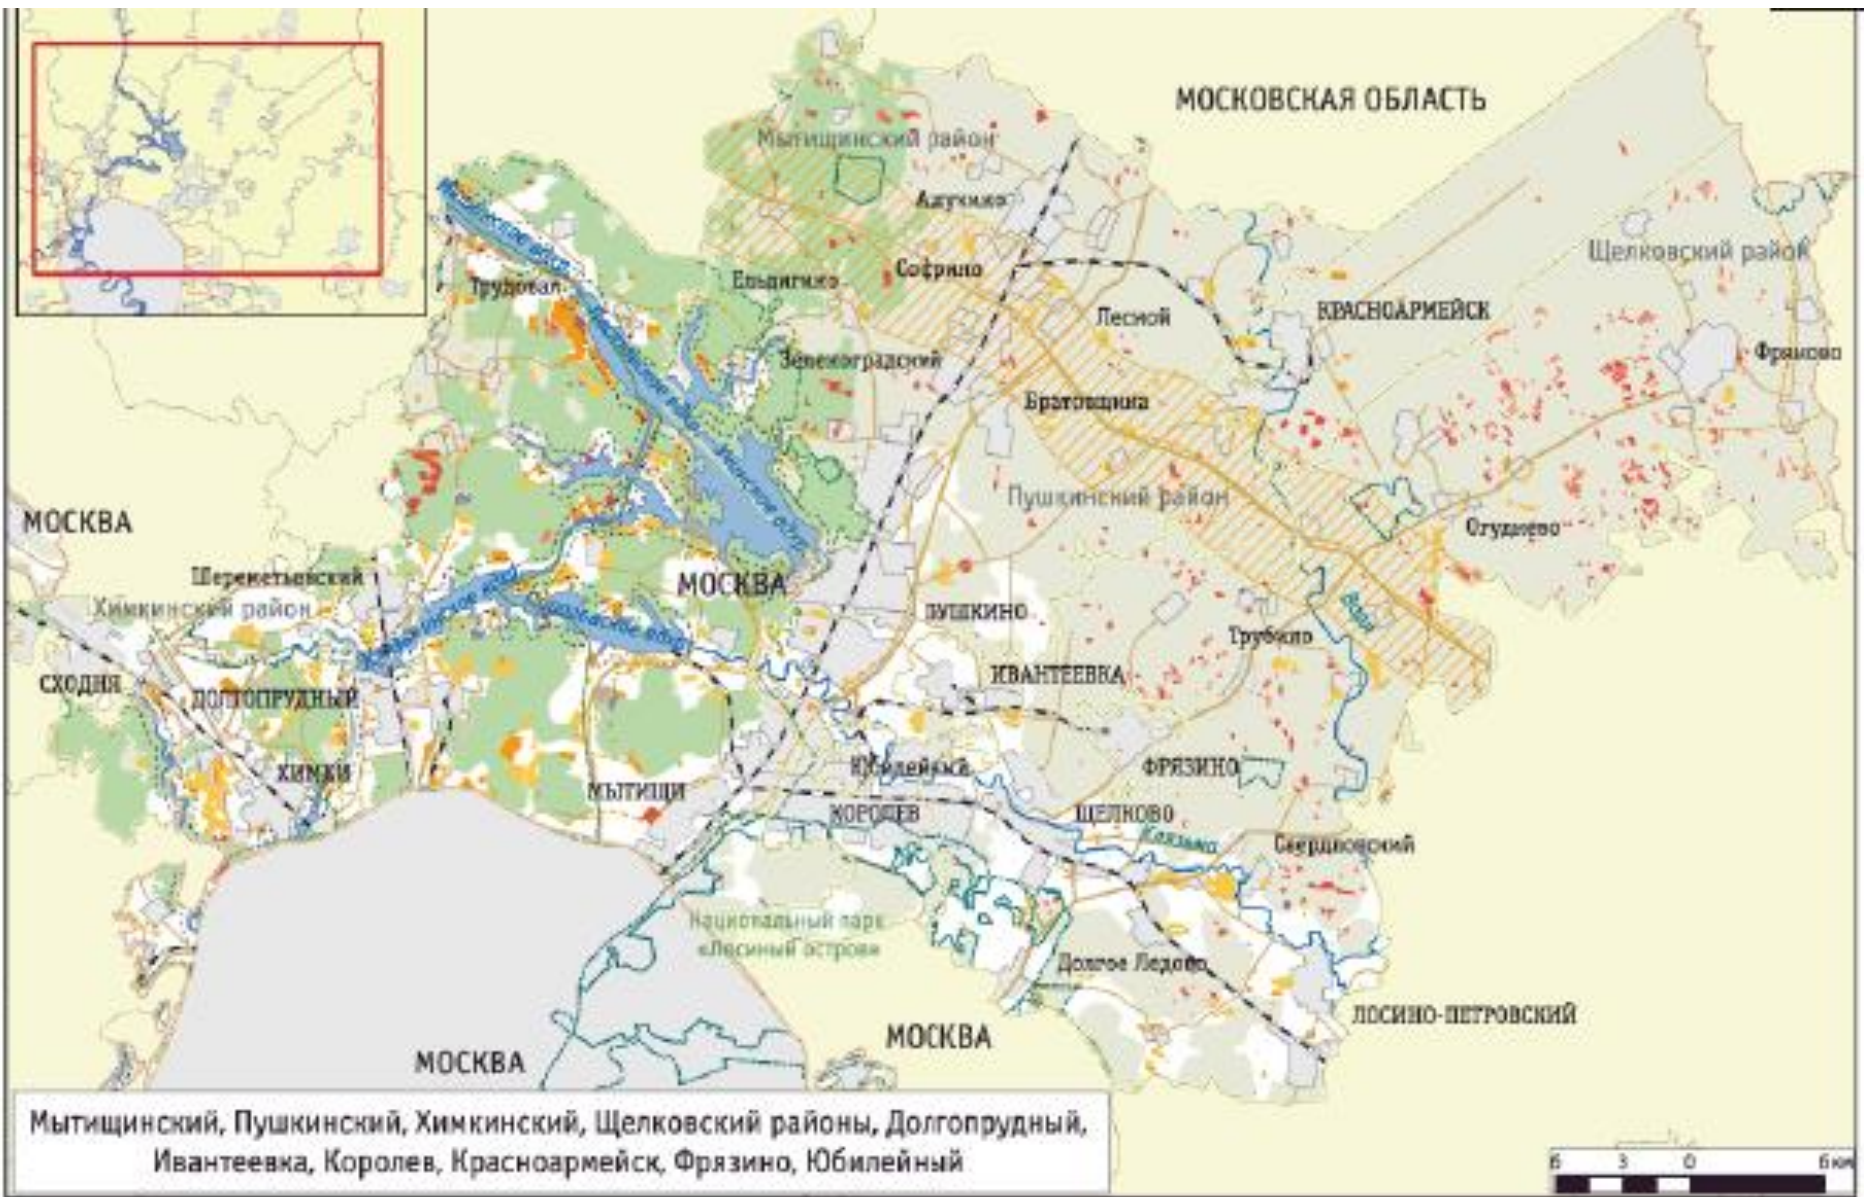 МОСКОВСКАЯ ОБЛАСТЬ
Мытищинский район
Ашукино
Щелковский район
Софрино
Ельдигино
Трудовая
Лесной
КРАСНОАРМЕЙСК
Фряново
Зеленоградский
Братовщина
Пушкинский район
МОСКВА
Огуднево
Учинское вдхр.
Шереметьевский
МОСКВА
Химкинский район
ПУШКИНО
Воря
Трубино
СХОДНЯ
ДОЛГОПРУДНЫЙ
ИВАНТЕЕВКА
ХИМКИ
Юбилейный
ФРЯЗИНО
МЫТИЩИ
КОРОЛЕВ
ЩЕЛКОВО
Клязьма
Свердловский
Национальный парк
«Лосиный остров»
Долгое Ледово
ЛОСИНО-ПЕТРОВСКИЙ
МОСКВА
МОСКВА
Мытищинский, Пушкинский, Химкинский, Щелковский районы, Долгопрудный,
Ивантеевка, Королев, Красноармейск, Фрязино, Юбилейный
6 3 0 6 км